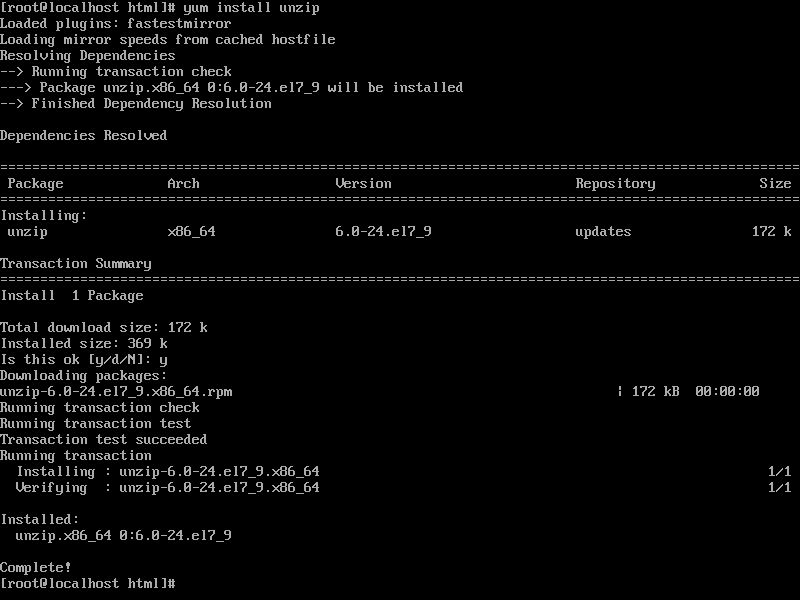 [root@localhost html]# yum install unzip
Loaded plugins: fastestmirror
Loading mirror speeds from cached hostfile
Resolving Dependencies
--> Running transaction check
---> Package unzip.x86_64 0:6.0-24.el7_9 will be installed
--> Finished Dependency Resolution

Dependencies Resolved

====================================================================================================
 Package             Arch                 Version                       Repository             Size
====================================================================================================
Installing:
 unzip               x86_64               6.0-24.el7_9                  updates               172 k

Transaction Summary
====================================================================================================
Install  1 Package

Total download size: 172 k
Installed size: 369 k
Is this ok [y/d/N]: y
Downloading packages:
unzip-6.0-24.el7_9.x86_64.rpm                                                | 172 kB  00:00:00
Running transaction check
Running transaction test
Transaction test succeeded
Running transaction
  Installing : unzip-6.0-24.el7_9.x86_64                                                        1/1
  Verifying  : unzip-6.0-24.el7_9.x86_64                                                        1/1

Installed:
  unzip.x86_64 0:6.0-24.el7_9

Complete!
[root@localhost html]#